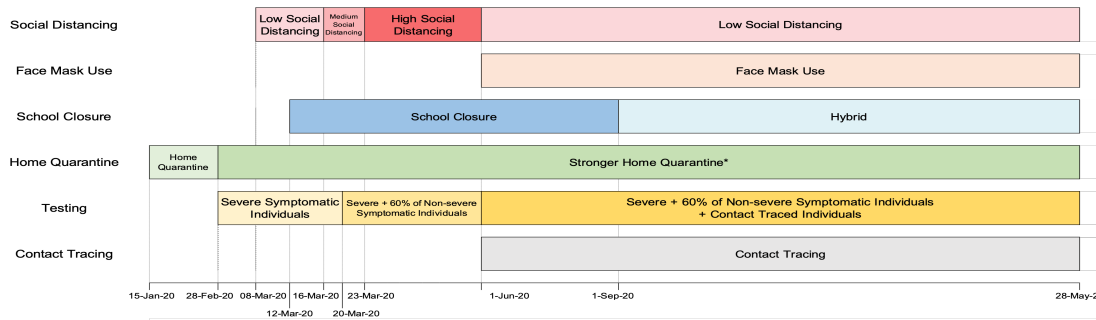 Social Distancing
Low Social
Distancing
Medium
Social
Distancing
High Social
Distancing
Low Social Distancing
Face Mask Use
Face Mask Use
School Closure
School Closure
Hybrid
Home Quarantine
Home
Quarantine
Stronger Home Quarantine*
Testing
Severe Symptomatic
Individuals
Severe + 60% of Non-severe
Symptomatic Individuals
Severe + 60% of Non-severe Symptomatic Individuals
+ Contact Traced Individuals
Contact Tracing
Contact Tracing
15-Jan-20 28-Feb-20 08-Mar-20 16-Mar-20 23-Mar-20 1-Jun-20 1-Sep-20 28-May-2
12-Mar-20 20-Mar-20